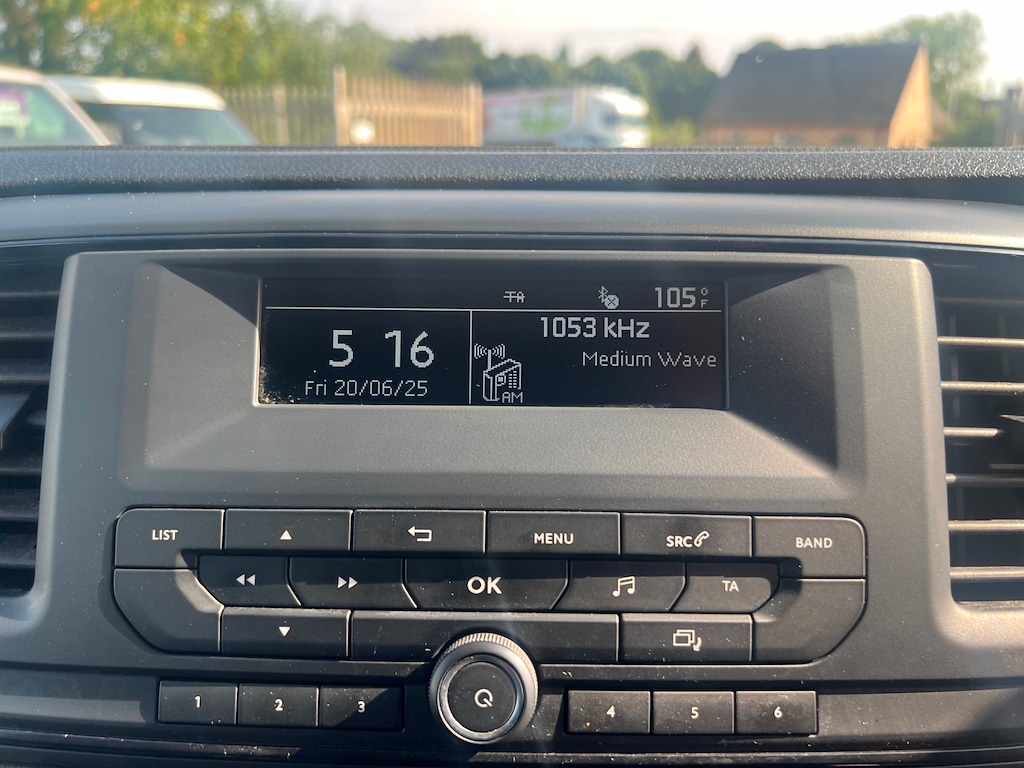 TA
105°F
5 16
1053 kHz
Medium Wave
Fri 20/06/25
AM
LIST
MENU
SRC
BAND
OK
TA
1
2
3
4
5
6